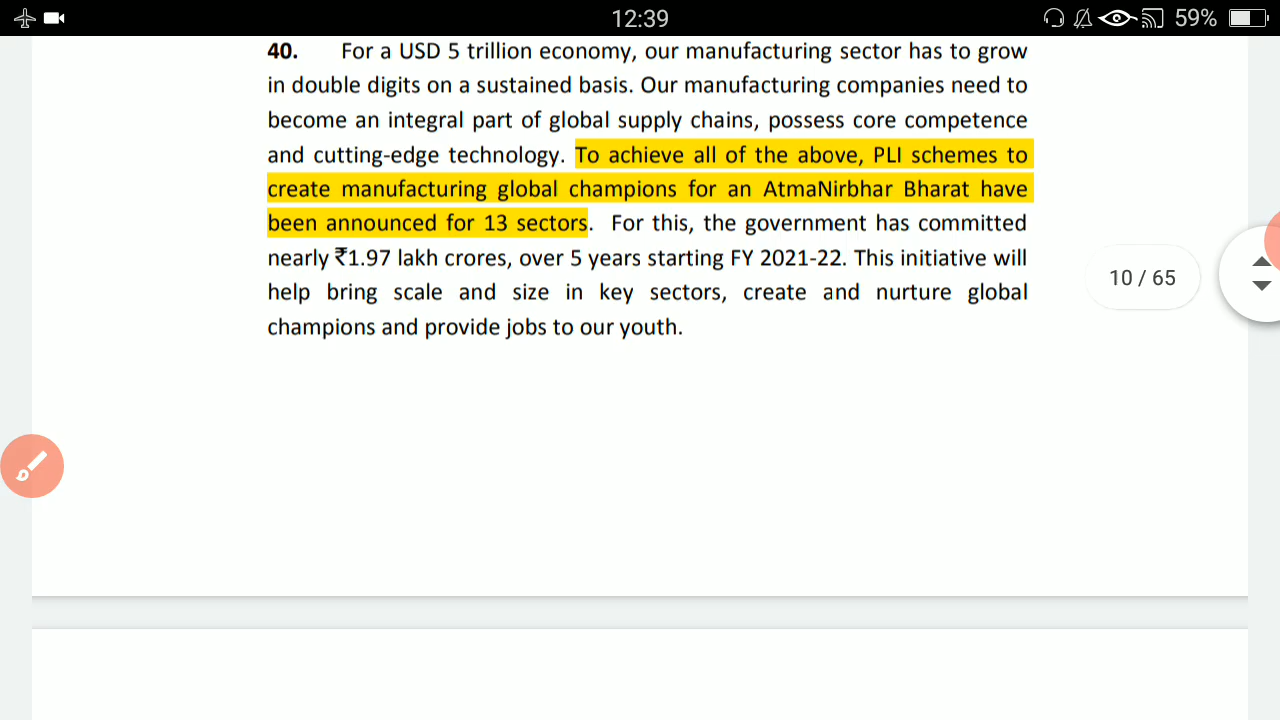 12:39
59%
40. For a USD 5 trillion economy, our manufacturing sector has to grow
in double digits on a sustained basis. Our manufacturing companies need to
become an integral part of global supply chains, possess core competence
and cutting-edge technology. To achieve all of the above, PLI schemes to
create manufacturing global champions for an AtmaNirbhar Bharat have
been announced for 13 sectors. For this, the government has committed
nearly ₹1.97 lakh crores, over 5 years starting FY 2021-22. This initiative will
help bring scale and size in key sectors, create and nurture global
champions and provide jobs to our youth.
10 / 65